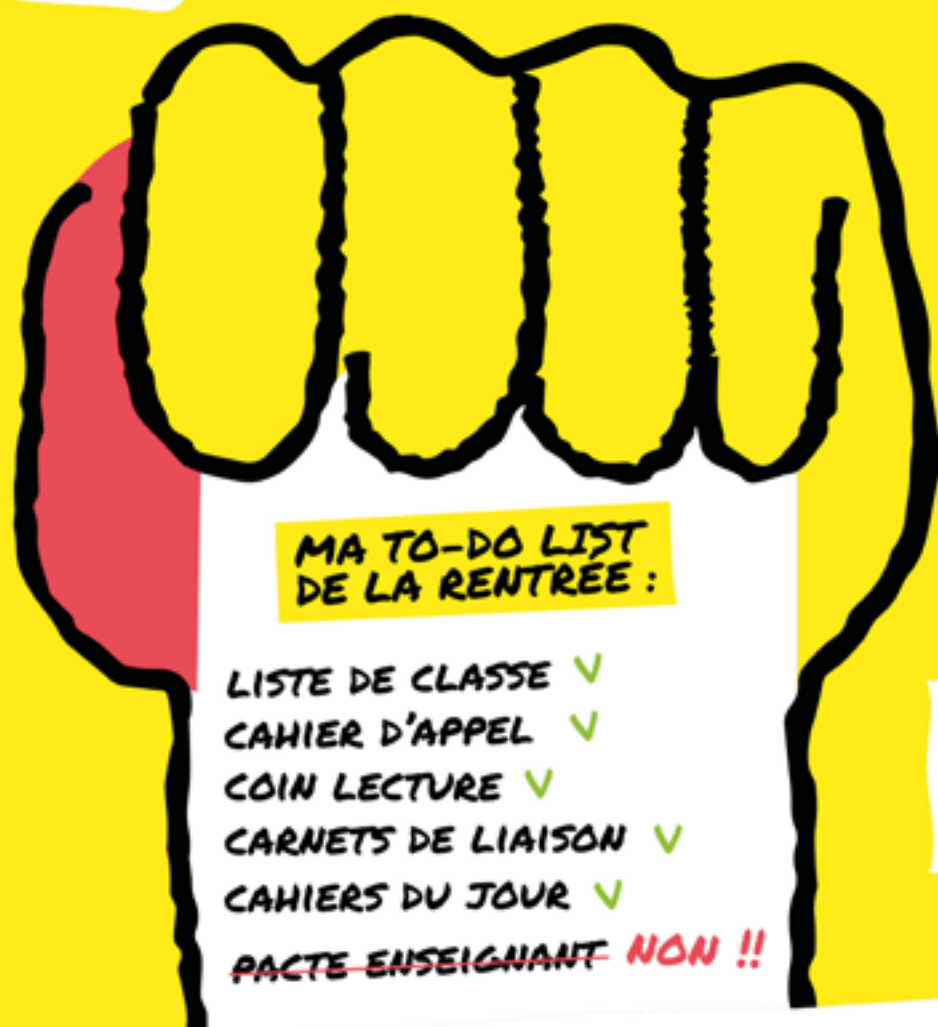 MA TO-DO LIST
DE LA RENTRÉE :
LISTE DE CLASSE V
CAHIER D'APPEL V
COIN LECTURE V
CARNETS DE LIAISON V
CAHIERS DU JOUR V
PACTE ENSEIGNANT NON !!